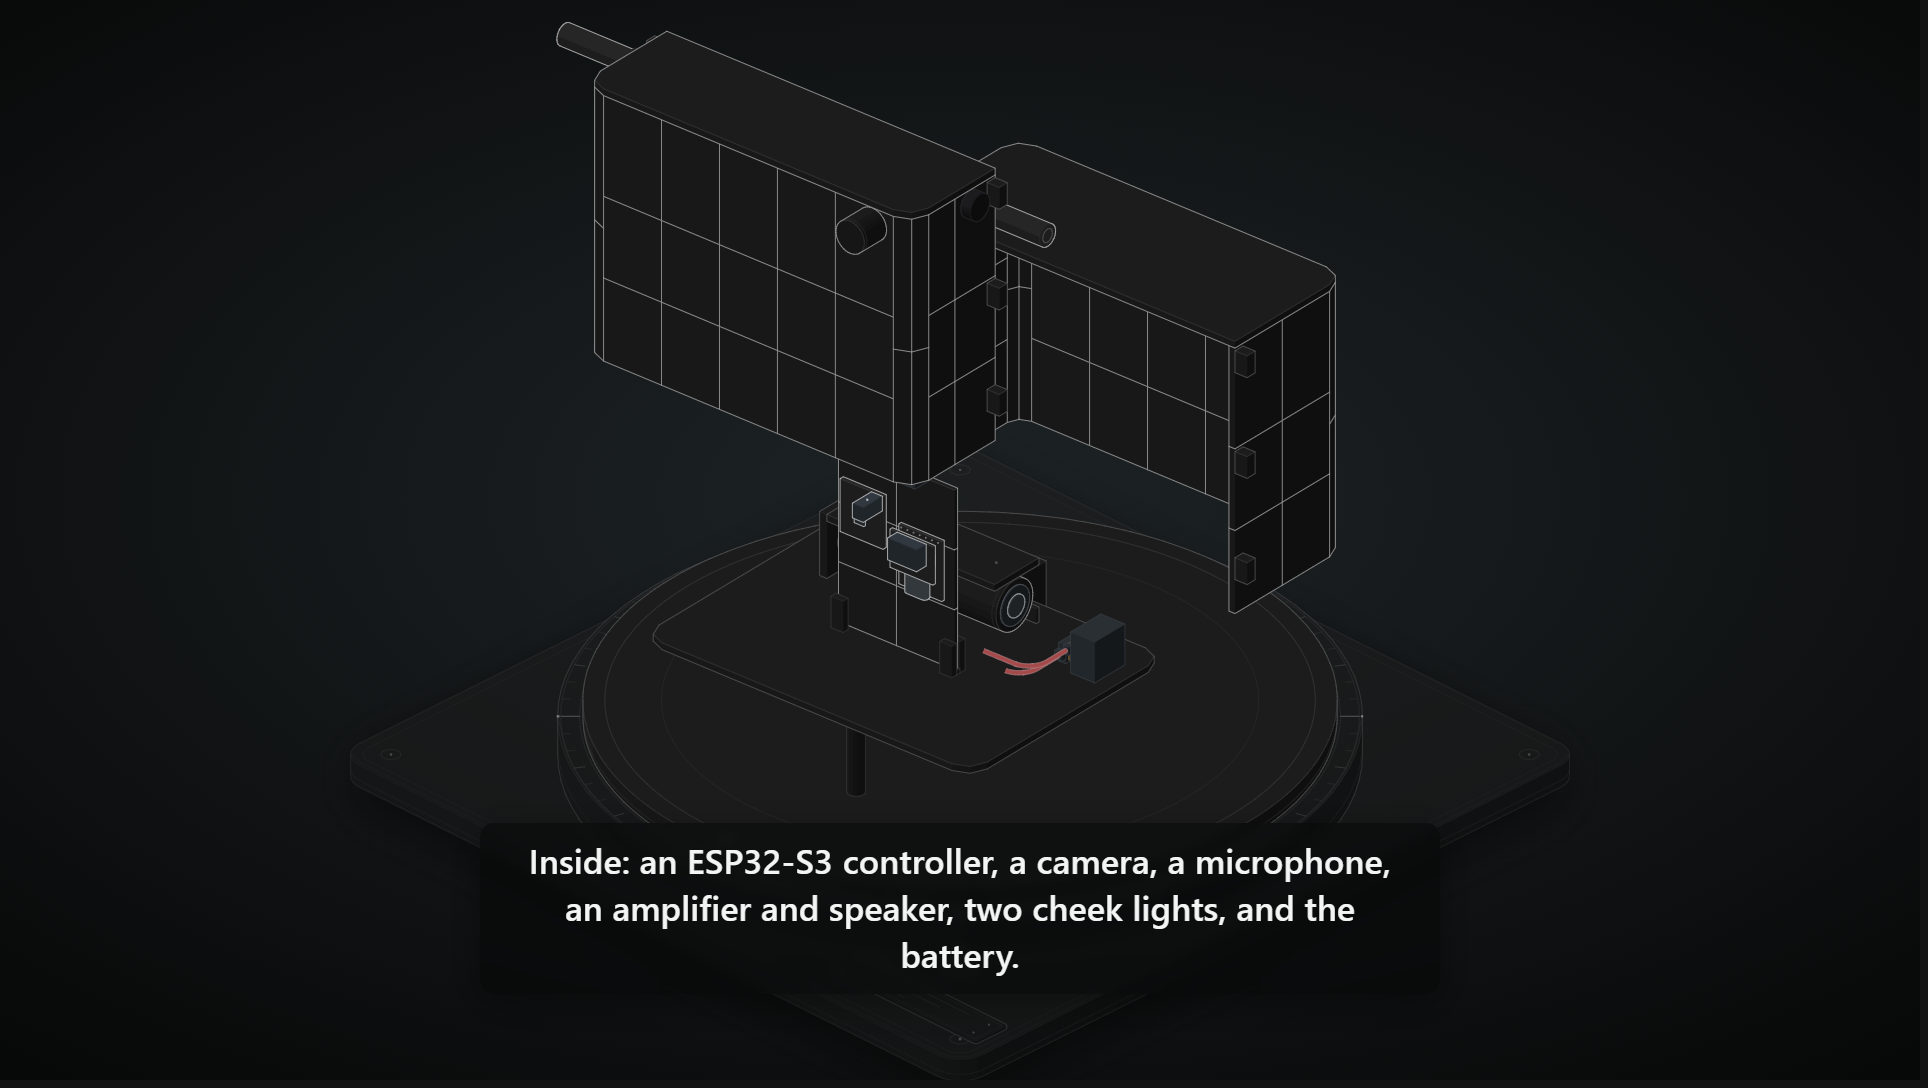 Inside: an ESP32-S3 controller, a camera, a microphone,
an amplifier and speaker, two cheek lights, and the
battery.